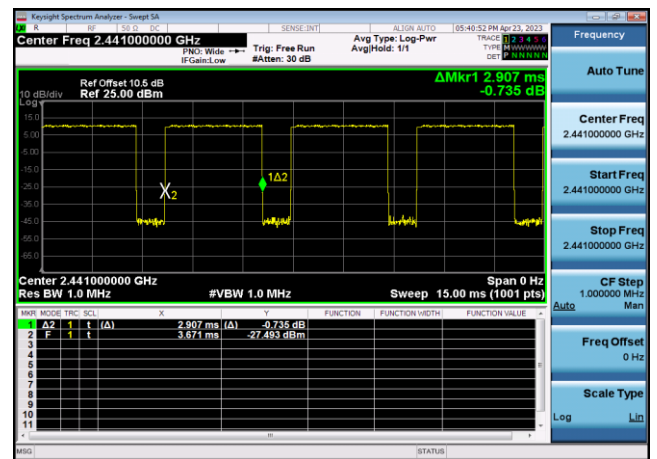 Keysight Spectrum Analyzer - Swept SA
R RF 50 Ω DC SENSE:INT ALIGN AUTO 05:40:52 PM Apr 23, 2023
Center Freq 2.441000000 GHz
PNO: Wide
IFGain:Low
Trig: Free Run
#Atten: 30 dB
Avg Type: Log-Pwr
Avg|Hold: 1/1
TRACE 1 2 3 4 5 6
TYPE MWWWWW
DET P N N N N N
ΔMkr1 2.907 ms
-0.735 dB
Ref Offset 10.5 dB
10 dB/div Ref 25.00 dBm
Log
15.0
5.00
-5.00
-15.0
-25.0
-35.0
-45.0
-55.0
-65.0
1Δ2
X2
Center 2.441000000 GHz Span 0 Hz
Res BW 1.0 MHz #VBW 1.0 MHz Sweep 15.00 ms (1001 pts)
MKR MODE TRC SCL X Y FUNCTION FUNCTION WIDTH FUNCTION VALUE
1 Δ2 1 t (Δ) 2.907 ms (Δ) -0.735 dB
2 F 1 t 3.671 ms -27.493 dBm
3
4
5
6
7
8
9
10
11
MSG STATUS
Frequency
Auto Tune
Center Freq
2.441000000 GHz
Start Freq
2.441000000 GHz
Stop Freq
2.441000000 GHz
CF Step
1.000000 MHz
Auto Man
Freq Offset
0 Hz
Scale Type
Log Lin